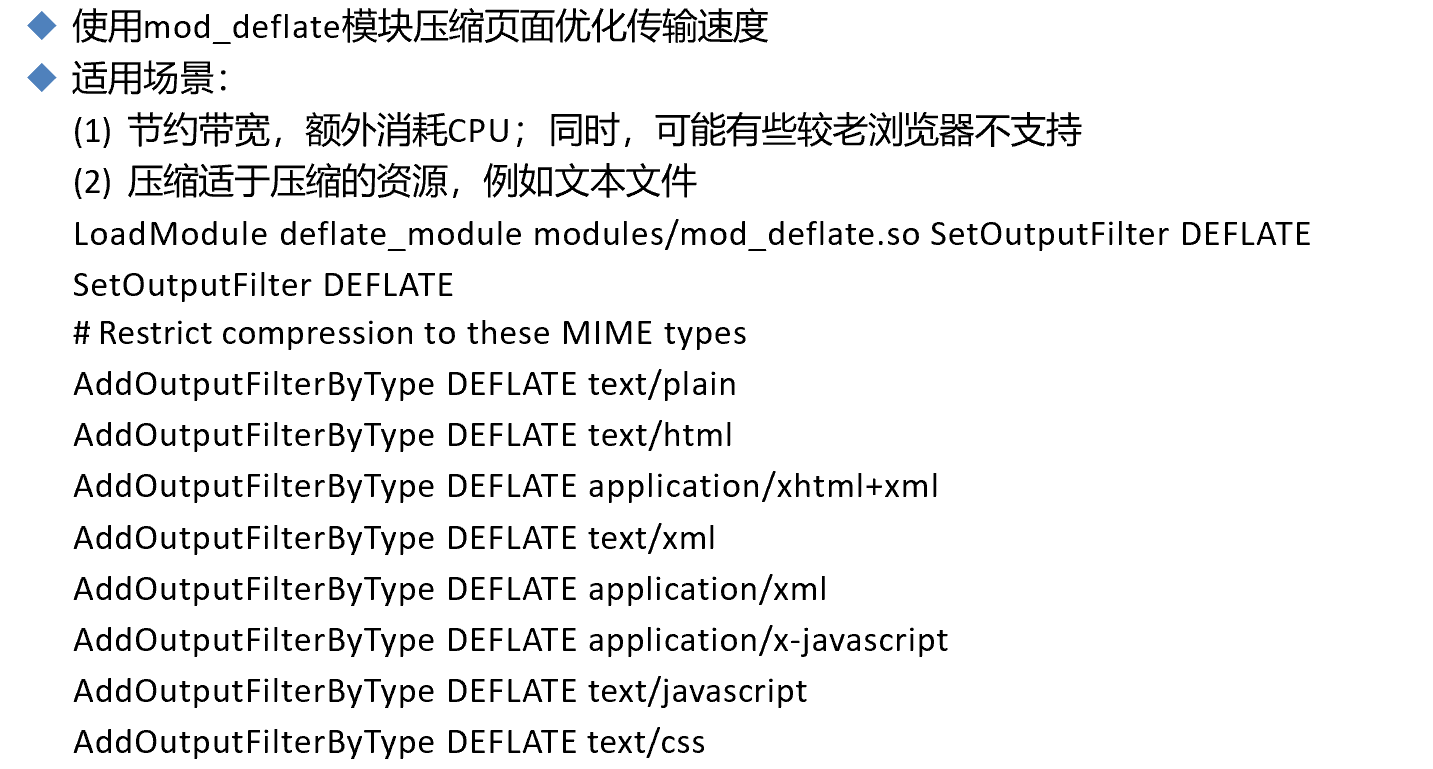 使用mod_deflate模块压缩页面优化传输速度
适用场景：
(1) 节约带宽，额外消耗CPU；同时，可能有些较老浏览器不支持
(2) 压缩适于压缩的资源，例如文本文件
LoadModule deflate_module modules/mod_deflate.so SetOutputFilter DEFLATE
SetOutputFilter DEFLATE
# Restrict compression to these MIME types
AddOutputFilterByType DEFLATE text/plain
AddOutputFilterByType DEFLATE text/html
AddOutputFilterByType DEFLATE application/xhtml+xml
AddOutputFilterByType DEFLATE text/xml
AddOutputFilterByType DEFLATE application/xml
AddOutputFilterByType DEFLATE application/x-javascript
AddOutputFilterByType DEFLATE text/javascript
AddOutputFilterByType DEFLATE text/css